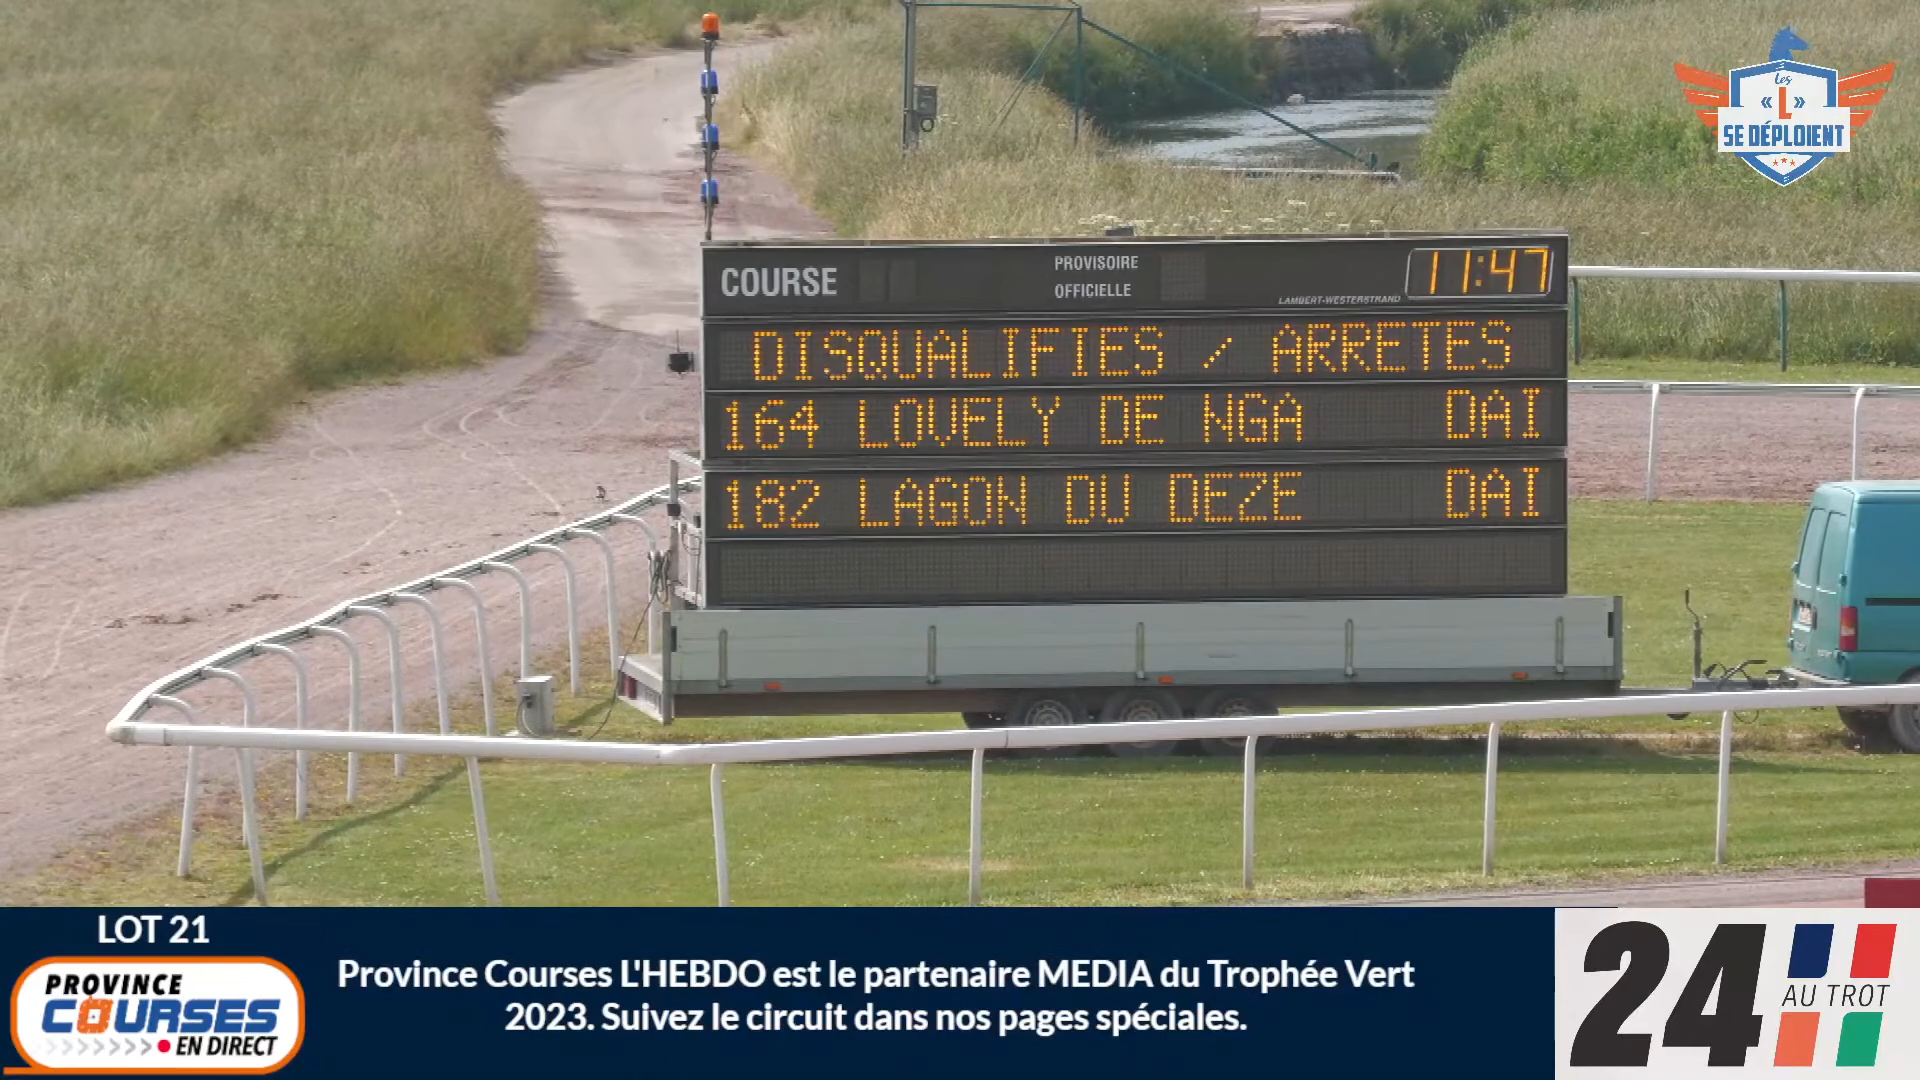 les
« L »
SE DÉPLOIENT
COURSE
PROVISOIRE
OFFICIELLE
11:47
LAMBERT-WESTERSTRAND
DISQUALIFIES / ARRETES
164 LOVELY DE NGA DAI
182 LAGON DU DEZE DAI
LOT 21
PROVINCE
COURSES
EN DIRECT
Province Courses L'HEBDO est le partenaire MEDIA du Trophée Vert
2023. Suivez le circuit dans nos pages spéciales.
24
AU TROT